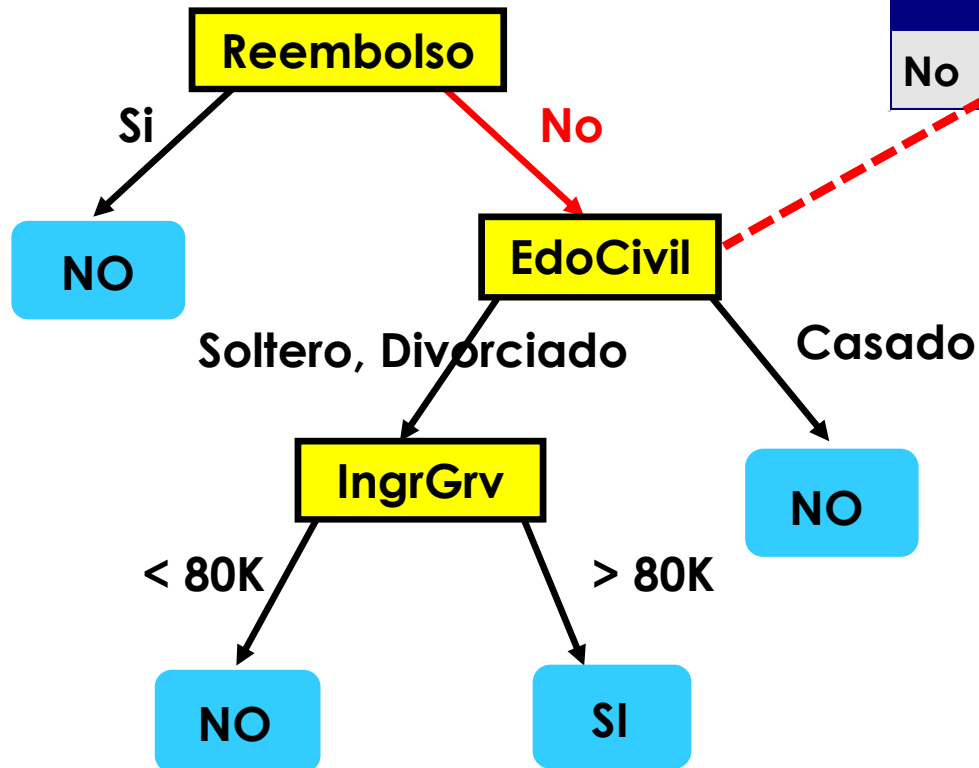 Reembolso
No
Si
No
NO
EdoCivil
Soltero, Divorciado
Casado
IngrGrv
NO
< 80K
> 80K
NO
SI